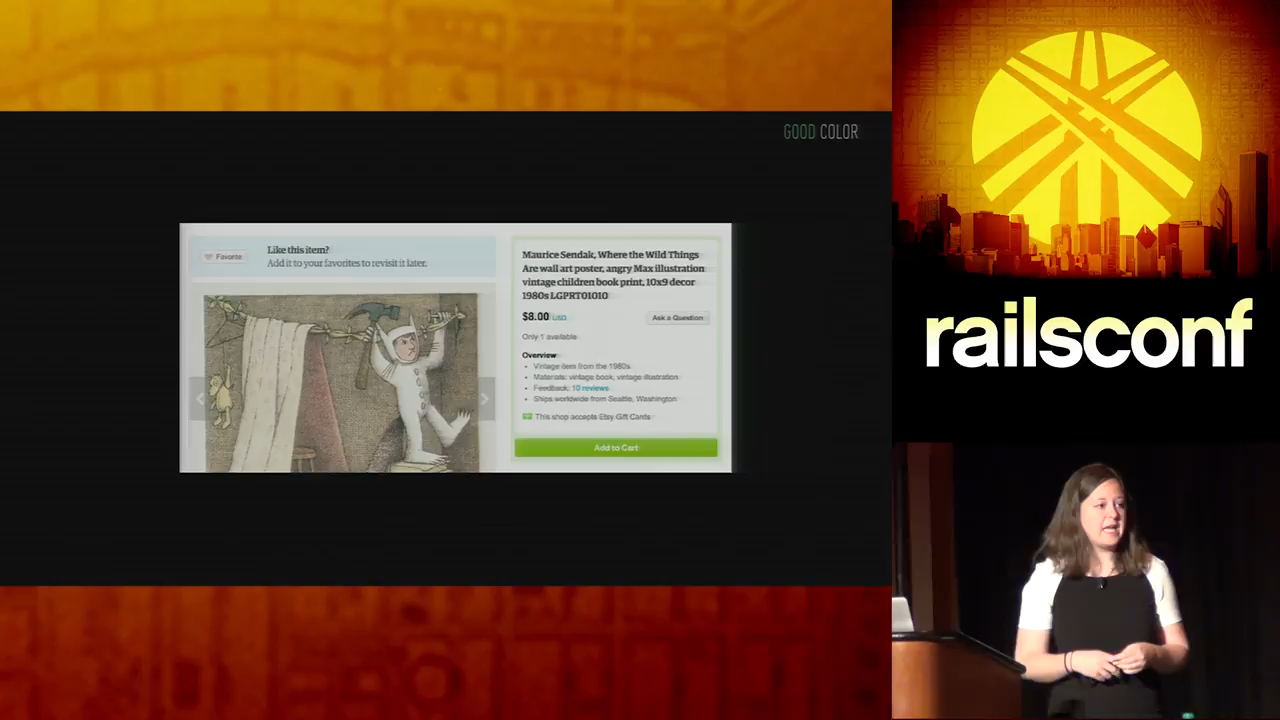 GOOD COLOR
Favorite
Like this item?
Add it to your favorites to revisit it later.
Maurice Sendak, Where the Wild Things
Are wall art poster, angry Max illustration
vintage children book print, 10x9 decor
1980s LGPRT01010
$8.00 USD
Ask a Question
Only 1 available
Overview
• Vintage item from the 1980s
• Materials: vintage book, vintage illustration
• Feedback: 10 reviews
• Ships worldwide from Seattle, Washington
This shop accepts Etsy Gift Cards
Add to Cart
railsconf